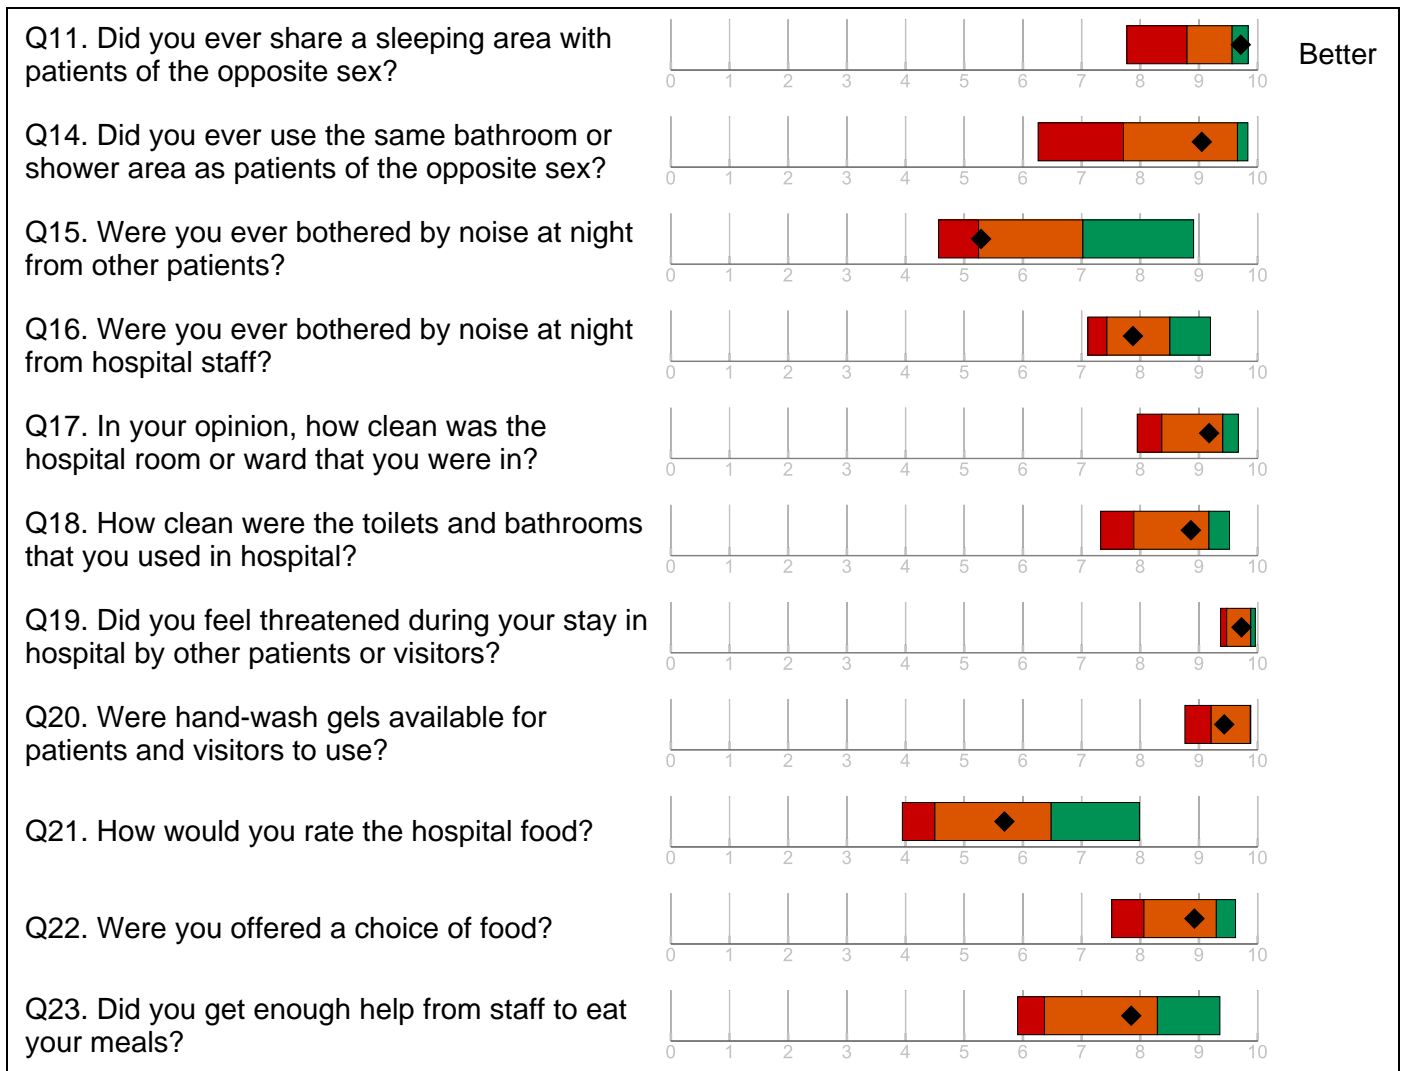 Q11. Did you ever share a sleeping area with
patients of the opposite sex?
0 1 2 3 4 5 6 7 8 9 10
Better
Q14. Did you ever use the same bathroom or
shower area as patients of the opposite sex?
0 1 2 3 4 5 6 7 8 9 10
Q15. Were you ever bothered by noise at night
from other patients?
0 1 2 3 4 5 6 7 8 9 10
Q16. Were you ever bothered by noise at night
from hospital staff?
0 1 2 3 4 5 6 7 8 9 10
Q17. In your opinion, how clean was the
hospital room or ward that you were in?
0 1 2 3 4 5 6 7 8 9 10
Q18. How clean were the toilets and bathrooms
that you used in hospital?
0 1 2 3 4 5 6 7 8 9 10
Q19. Did you feel threatened during your stay in
hospital by other patients or visitors?
0 1 2 3 4 5 6 7 8 9 10
Q20. Were hand-wash gels available for
patients and visitors to use?
0 1 2 3 4 5 6 7 8 9 10
Q21. How would you rate the hospital food?
0 1 2 3 4 5 6 7 8 9 10
Q22. Were you offered a choice of food?
0 1 2 3 4 5 6 7 8 9 10
Q23. Did you get enough help from staff to eat
your meals?
0 1 2 3 4 5 6 7 8 9 10